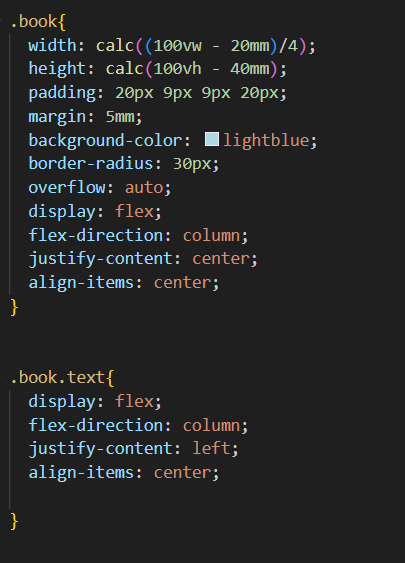 .book{
width: calc((100vw - 20mm)/4);
height: calc(100vh - 40mm);
padding: 20px 9px 9px 20px;
margin: 5mm;
background-color: lightblue;
border-radius: 30px;
overflow: auto;
display: flex;
flex-direction: column;
justify-content: center;
align-items: center;
}
.book.text{
display: flex;
flex-direction: column;
justify-content: left;
align-items: center;
}